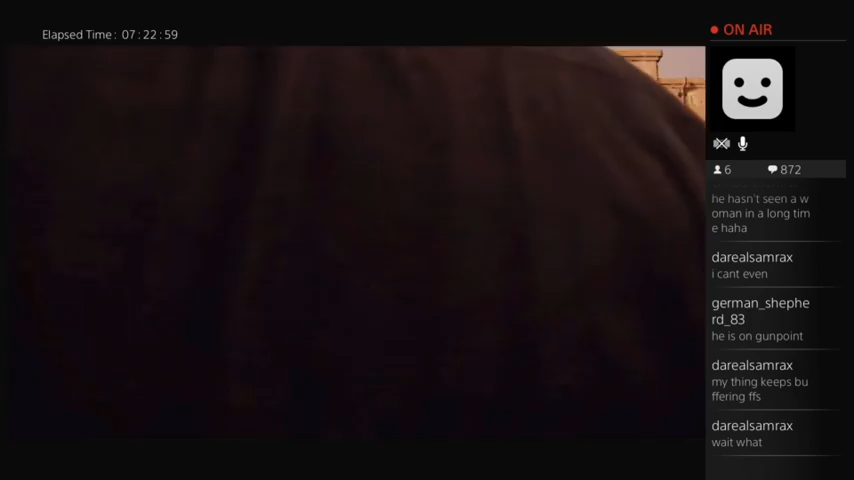 Elapsed Time: 07:22:59
ON AIR
6
872
he hasn't seen a w
oman in a long tim
e haha
darealsamrax
i cant even
german_shephe
rd_83
he is on gunpoint
darealsamrax
my thing keeps bu
ffering ffs
darealsamrax
wait what